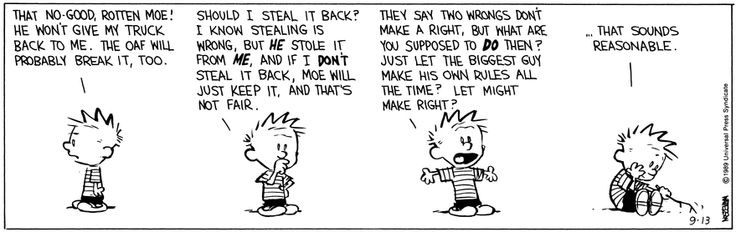 THAT NO-GOOD, ROTTEN MOE!
HE WON'T GIVE MY TRUCK
BACK TO ME. THE OAF WILL
PROBABLY BREAK IT, TOO.
SHOULD I STEAL IT BACK?
I KNOW STEALING IS
WRONG, BUT HE STOLE IT
FROM ME, AND IF I DON'T
STEAL IT BACK, MOE WILL
JUST KEEP IT, AND THAT'S
NOT FAIR.
THEY SAY TWO WRONGS DON'T
MAKE A RIGHT, BUT WHAT ARE
YOU SUPPOSED TO DO THEN?
JUST LET THE BIGGEST GUY
MAKE HIS OWN RULES ALL
THE TIME? LET MIGHT
MAKE RIGHT?
... THAT SOUNDS
REASONABLE.
©1989 Universal Press Syndicate
WATTERSON
9-13